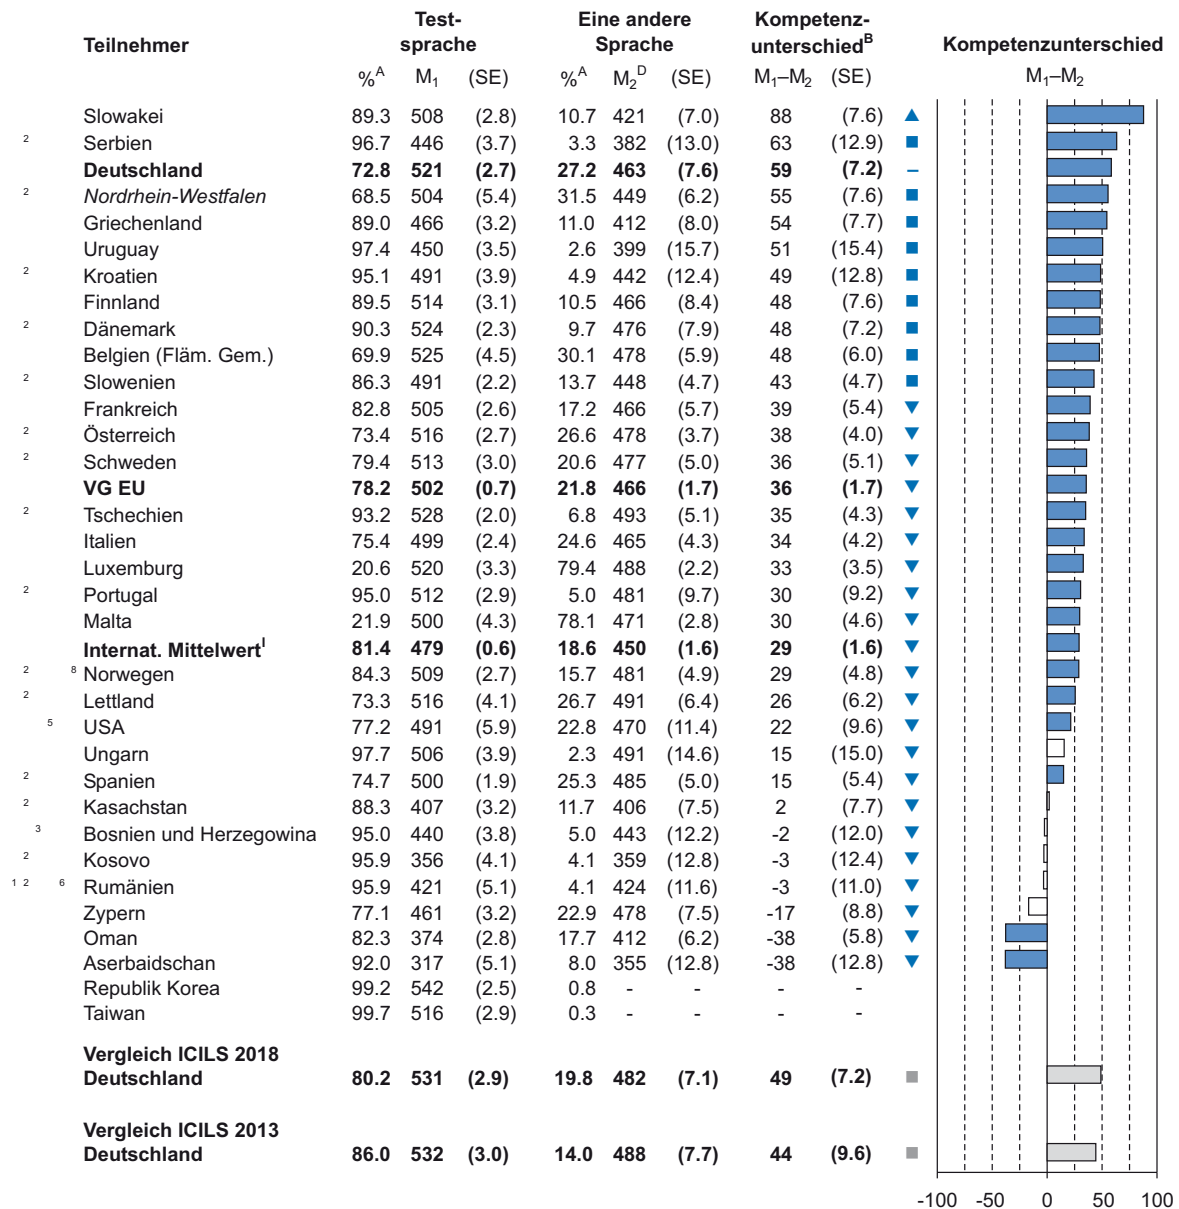 Teilnehmer Test-sprache Eine andere Sprache Kompetenz-unterschiedB Kompetenzunterschied
%A M1 (SE) %A M2D (SE) M1–M2 (SE) M1–M2
Slowakei 89.3 508 (2.8) 10.7 421 (7.0) 88 (7.6) ▲
2 Serbien 96.7 446 (3.7) 3.3 382 (13.0) 63 (12.9) ■
Deutschland 72.8 521 (2.7) 27.2 463 (7.6) 59 (7.2) –
2 Nordrhein-Westfalen 68.5 504 (5.4) 31.5 449 (6.2) 55 (7.6) ■
Griechenland 89.0 466 (3.2) 11.0 412 (8.0) 54 (7.7) ■
Uruguay 97.4 450 (3.5) 2.6 399 (15.7) 51 (15.4) ■
2 Kroatien 95.1 491 (3.9) 4.9 442 (12.4) 49 (12.8) ■
Finnland 89.5 514 (3.1) 10.5 466 (8.4) 48 (7.6) ■
2 Dänemark 90.3 524 (2.3) 9.7 476 (7.9) 48 (7.2) ■
Belgien (Fläm. Gem.) 69.9 525 (4.5) 30.1 478 (5.9) 48 (6.0) ■
2 Slowenien 86.3 491 (2.2) 13.7 448 (4.7) 43 (4.7) ■
Frankreich 82.8 505 (2.6) 17.2 466 (5.7) 39 (5.4) ▼
2 Österreich 73.4 516 (2.7) 26.6 478 (3.7) 38 (4.0) ▼
2 Schweden 79.4 513 (3.0) 20.6 477 (5.0) 36 (5.1) ▼
VG EU 78.2 502 (0.7) 21.8 466 (1.7) 36 (1.7) ▼
2 Tschechien 93.2 528 (2.0) 6.8 493 (5.1) 35 (4.3) ▼
Italien 75.4 499 (2.4) 24.6 465 (4.3) 34 (4.2) ▼
Luxemburg 20.6 520 (3.3) 79.4 488 (2.2) 33 (3.5) ▼
2 Portugal 95.0 512 (2.9) 5.0 481 (9.7) 30 (9.2) ▼
Malta 21.9 500 (4.3) 78.1 471 (2.8) 30 (4.6) ▼
Internat. MittelwertI 81.4 479 (0.6) 18.6 450 (1.6) 29 (1.6) ▼
2 8 Norwegen 84.3 509 (2.7) 15.7 481 (4.9) 29 (4.8) ▼
2 Lettland 73.3 516 (4.1) 26.7 491 (6.4) 26 (6.2) ▼
5 USA 77.2 491 (5.9) 22.8 470 (11.4) 22 (9.6) ▼
Ungarn 97.7 506 (3.9) 2.3 491 (14.6) 15 (15.0) ▼
2 Spanien 74.7 500 (1.9) 25.3 485 (5.0) 15 (5.4) ▼
2 Kasachstan 88.3 407 (3.2) 11.7 406 (7.5) 2 (7.7) ▼
3 Bosnien und Herzegowina 95.0 440 (3.8) 5.0 443 (12.2) -2 (12.0) ▼
2 Kosovo 95.9 356 (4.1) 4.1 359 (12.8) -3 (12.4) ▼
1 2 6 Rumänien 95.9 421 (5.1) 4.1 424 (11.6) -3 (11.0) ▼
Zypern 77.1 461 (3.2) 22.9 478 (7.5) -17 (8.8) ▼
Oman 82.3 374 (2.8) 17.7 412 (6.2) -38 (5.8) ▼
Aserbaidschan 92.0 317 (5.1) 8.0 355 (12.8) -38 (12.8) ▼
Republik Korea 99.2 542 (2.5) 0.8 - - - -
Taiwan 99.7 516 (2.9) 0.3 - - - -
Vergleich ICILS 2018
Deutschland 80.2 531 (2.9) 19.8 482 (7.1) 49 (7.2) ■
Vergleich ICILS 2013
Deutschland 86.0 532 (3.0) 14.0 488 (7.7) 44 (9.6) ■
-100 -50 0 50 100